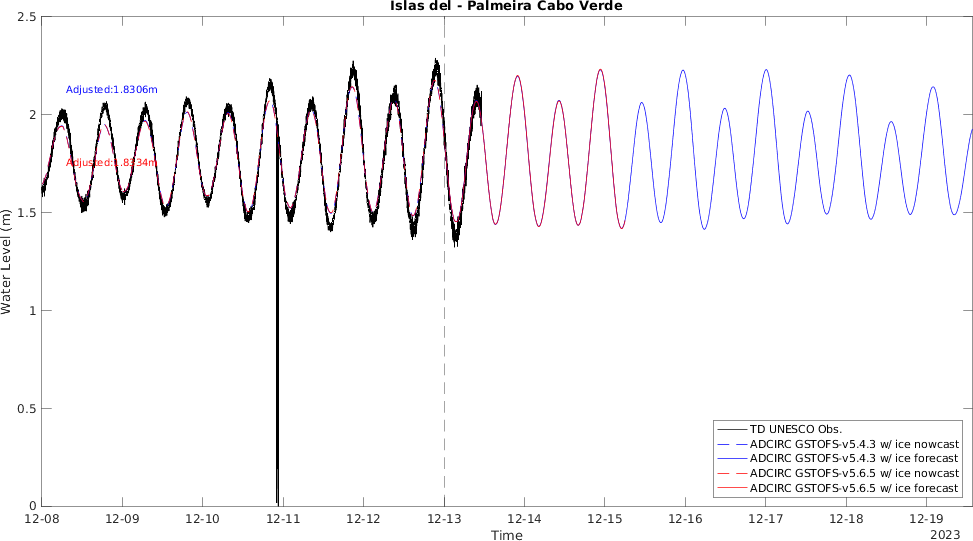 Islas del - Palmeira Cabo Verde
2.5
2
1.5
1
0.5
0
Water Level (m)
Adjusted:1.8306m
Adjusted:1.8334m
TD UNESCO Obs.
ADCIRC GSTOFS-v5.4.3 w/ ice nowcast
ADCIRC GSTOFS-v5.4.3 w/ ice forecast
ADCIRC GSTOFS-v5.6.5 w/ ice nowcast
ADCIRC GSTOFS-v5.6.5 w/ ice forecast
12-08 12-09 12-10 12-11 12-12 12-13 12-14 12-15 12-16 12-17 12-18 12-19
Time
2023